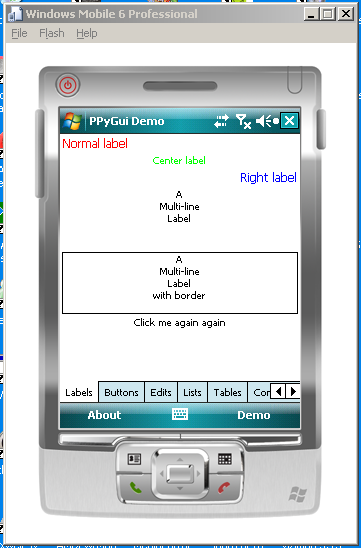 Windows Mobile 6 Professional
File Flash Help
PPyGui Demo
Normal label
Center label
Right label
A
Multi-line
Label
A
Multi-line
Label
with border
Click me again again
Labels Buttons Edits Lists Tables
About Demo